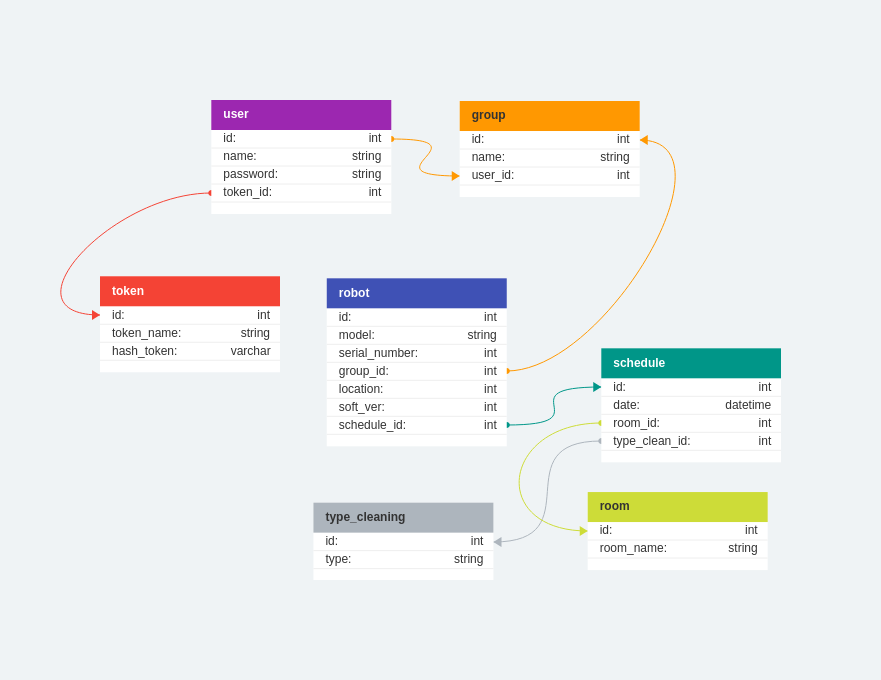 user
id: int
name: string
password: string
token_id: int
group
id: int
name: string
user_id: int
token
id: int
token_name: string
hash_token: varchar
robot
id: int
model: string
serial_number: int
group_id: int
location: int
soft_ver: int
schedule_id: int
schedule
id: int
date: datetime
room_id: int
type_clean_id: int
type_cleaning
id: int
type: string
room
id: int
room_name: string